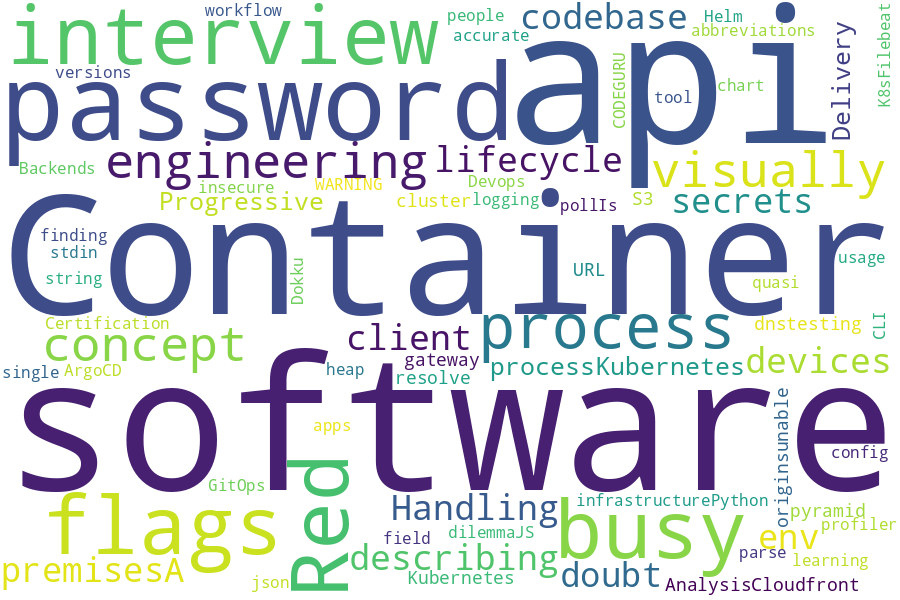 workflow
people
Helm
interview
codebase
api
accurate
abbreviations
K8sFilebeat
versions
password
CODEGURU
tool
chart
Delivery
engineering
lifecycle
visually
Backends
insecure
WARNING
Devops
Progressive
cluster
logging
pollIs
S3
secrets
Container
finding
stdin
string
Dokku
URL
quasi
usage
Certification
concept
client
process
dnstesting
CLI
single
ArgoCD
heap
gateway
resolve
processKubernetes
devices
software
apps
originsunable
config
GitOps
Red
flags
Handling
infrastructurePython
busy
pyramid
env
profiler
field
dilemmaJS
describing
parse
learning
premisesA
json
Kubernetes
doubt
AnalysisCloudfront